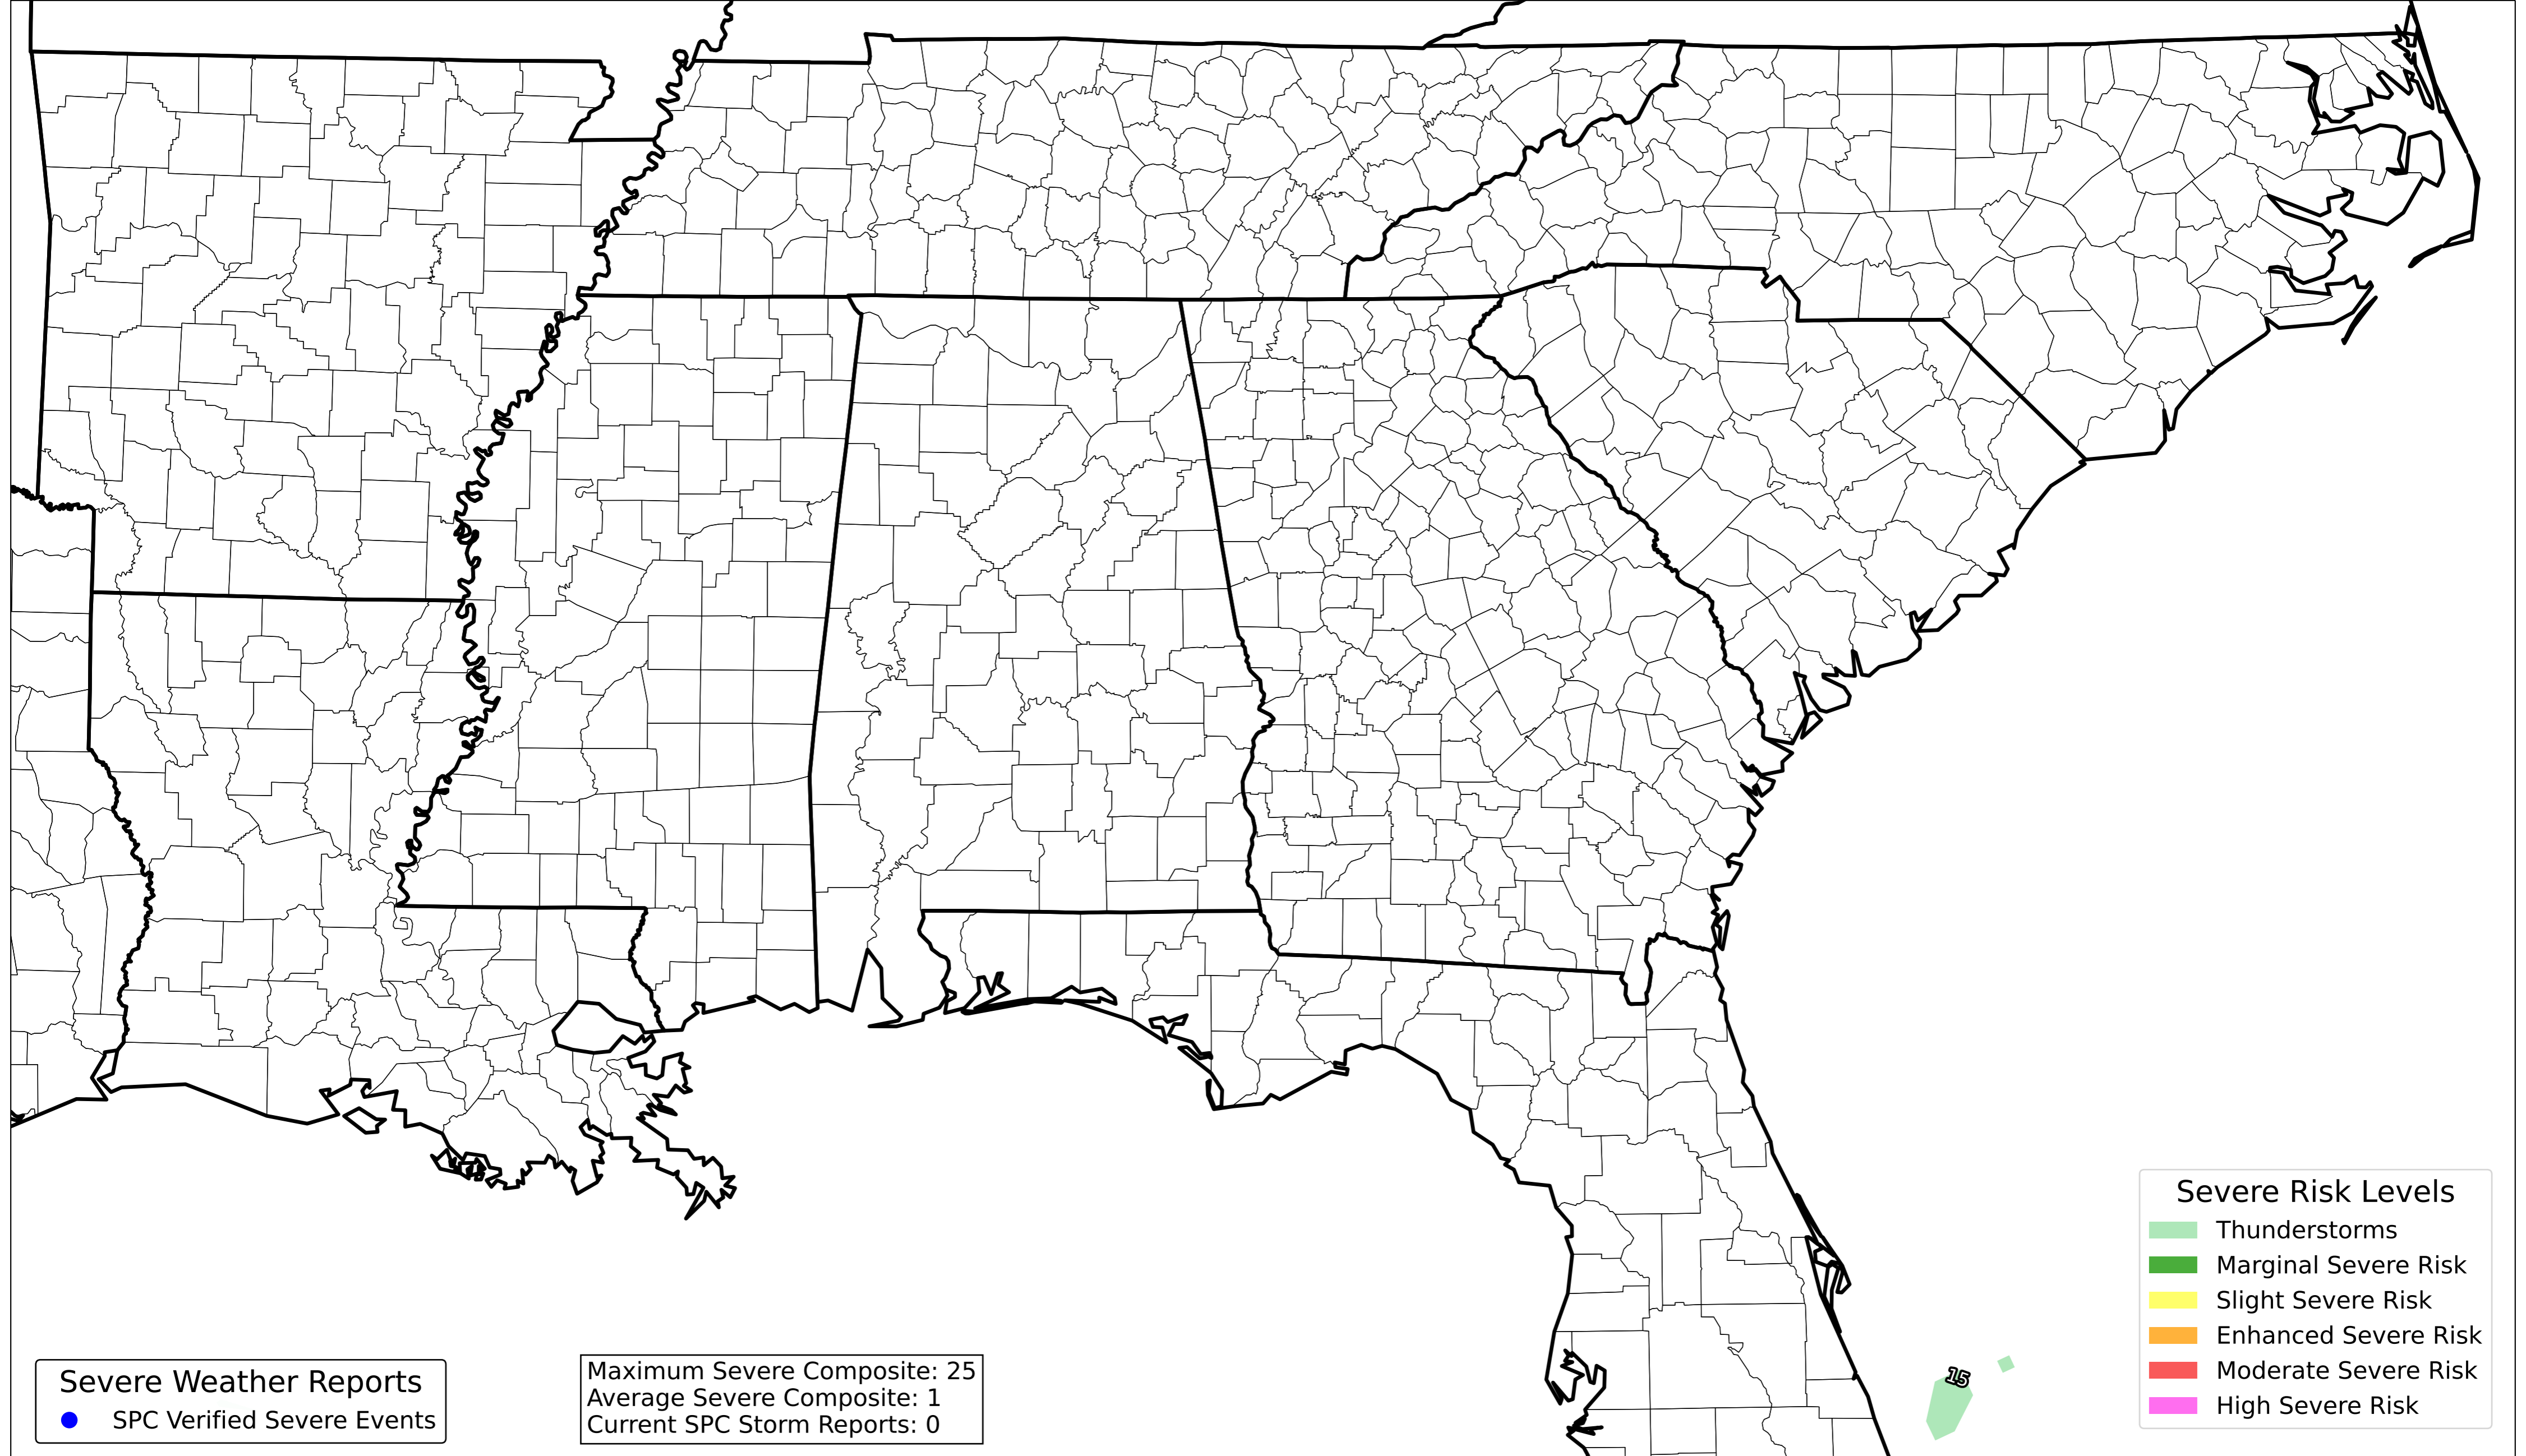 Severe Risk Levels
Thunderstorms
Marginal Severe Risk
Slight Severe Risk
Enhanced Severe Risk
Moderate Severe Risk
High Severe Risk
15
Severe Weather Reports
SPC Verified Severe Events
Maximum Severe Composite: 25
Average Severe Composite: 1
Current SPC Storm Reports: 0